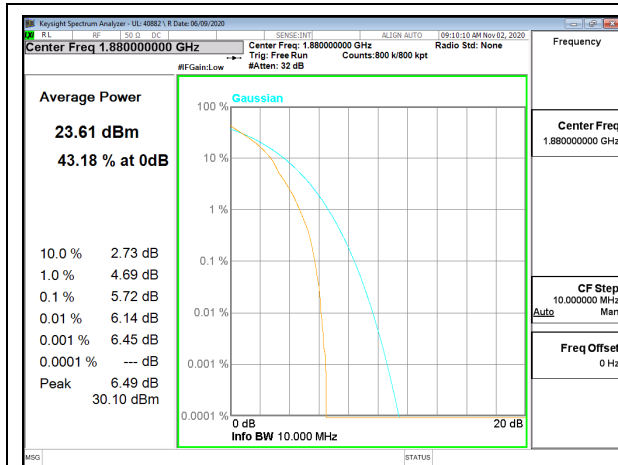 Keysight Spectrum Analyzer - UL: 40882 \ R Date: 06/09/2020
RL RF 50 Ω DC SENSE:INT ALIGN AUTO 09:10:10 AM Nov 02, 2020
Center Freq 1.880000000 GHz
Center Freq: 1.880000000 GHz Radio Std: None
Trig: Free Run Counts:800 k/800 kpt
#IFGain:Low #Atten: 32 dB
Frequency
Average Power
23.61 dBm
43.18 % at 0dB
10.0 % 2.73 dB
1.0 % 4.69 dB
0.1 % 5.72 dB
0.01 % 6.14 dB
0.001 % 6.45 dB
0.0001 % --- dB
Peak 6.49 dB
30.10 dBm
Gaussian
100 %
10 %
1 %
0.1 %
0.01 %
0.001 %
0.0001 %
0 dB 20 dB
Info BW 10.000 MHz
Center Freq
1.880000000 GHz
CF Step
10.000000 MHz
Auto Man
Freq Offset
0 Hz
MSG STATUS